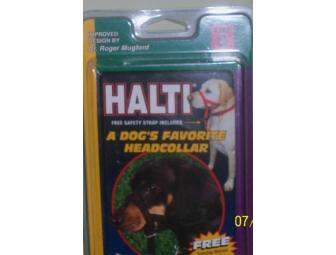 IMPROVED
DESIGN BY
Dr. Roger Mugford
HALTI
FREE SAFETY STRAP INCLUDED
A DOG'S FAVORITE
HEADCOLLAR
FREE
07/